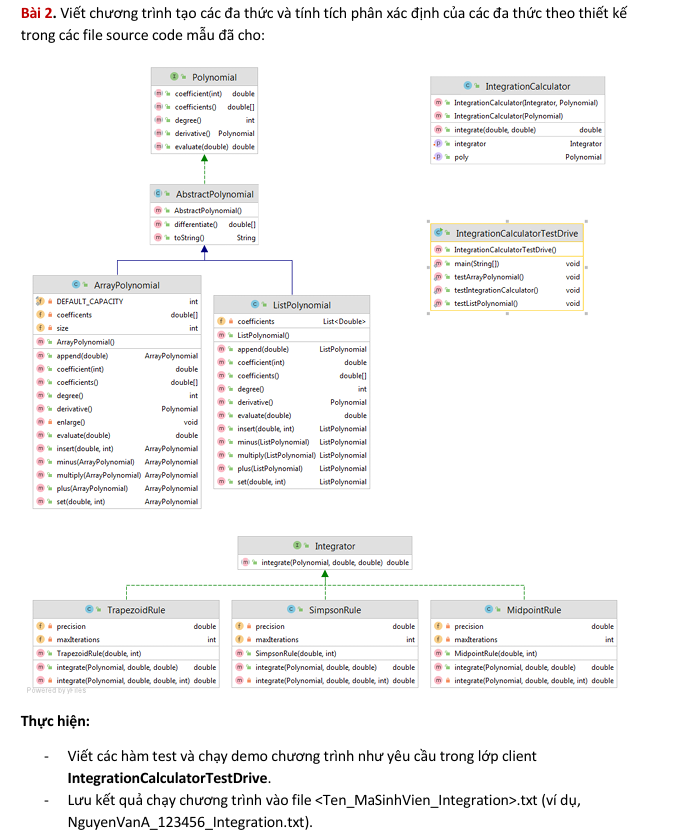 Bài 2. Viết chương trình tạo các đa thức và tính tích phân xác định của các đa thức theo thiết kế
trong các file source code mẫu đã cho:
Polynomial
coefficient(int) double
coefficients() double[]
degree() int
derivative() Polynomial
evaluate(double) double
IntegrationCalculator
IntegrationCalculator(Integrator, Polynomial)
IntegrationCalculator(Polynomial)
integrate(double, double) double
integrator Integrator
poly Polynomial
AbstractPolynomial
AbstractPolynomial()
differentiate() double[]
toString() String
IntegrationCalculatorTestDrive
IntegrationCalculatorTestDrive()
main(String[]) void
testArrayPolynomial() void
testIntegrationCalculator() void
testListPolynomial() void
ArrayPolynomial
DEFAULT_CAPACITY int
coefficients double[]
size int
ArrayPolynomial()
append(double) ArrayPolynomial
coefficient(int) double
coefficients() double[]
degree() int
derivative() Polynomial
enlarge() void
evaluate(double) double
insert(double, int) ArrayPolynomial
minus(ArrayPolynomial) ArrayPolynomial
multiply(ArrayPolynomial) ArrayPolynomial
plus(ArrayPolynomial) ArrayPolynomial
set(double, int) ArrayPolynomial
ListPolynomial
coefficients List<Double>
ListPolynomial()
append(double) ListPolynomial
coefficient(int) double
coefficients() double[]
degree() int
derivative() Polynomial
evaluate(double) double
insert(double, int) ListPolynomial
minus(ListPolynomial) ListPolynomial
multiply(ListPolynomial) ListPolynomial
plus(ListPolynomial) ListPolynomial
set(double, int) ListPolynomial
Integrator
integrate(Polynomial, double, double) double
TrapezoidRule
precision double
maxIterations int
TrapezoidRule(double, int)
integrate(Polynomial, double, double) double
integrate(Polynomial, double, double, int) double
SimpsonRule
precision double
maxIterations int
SimpsonRule(double, int)
integrate(Polynomial, double, double) double
integrate(Polynomial, double, double, int) double
MidpointRule
precision double
maxIterations int
MidpointRule(double, int)
integrate(Polynomial, double, double) double
integrate(Polynomial, double, double, int) double
Powered by yFiles
Thực hiện:
- Viết các hàm test và chạy demo chương trình như yêu cầu trong lớp client
IntegrationCalculatorTestDrive.
- Lưu kết quả chạy chương trình vào file <Ten_MaSinhVien_Integration>.txt (ví dụ,
NguyenVanA_123456_Integration.txt).